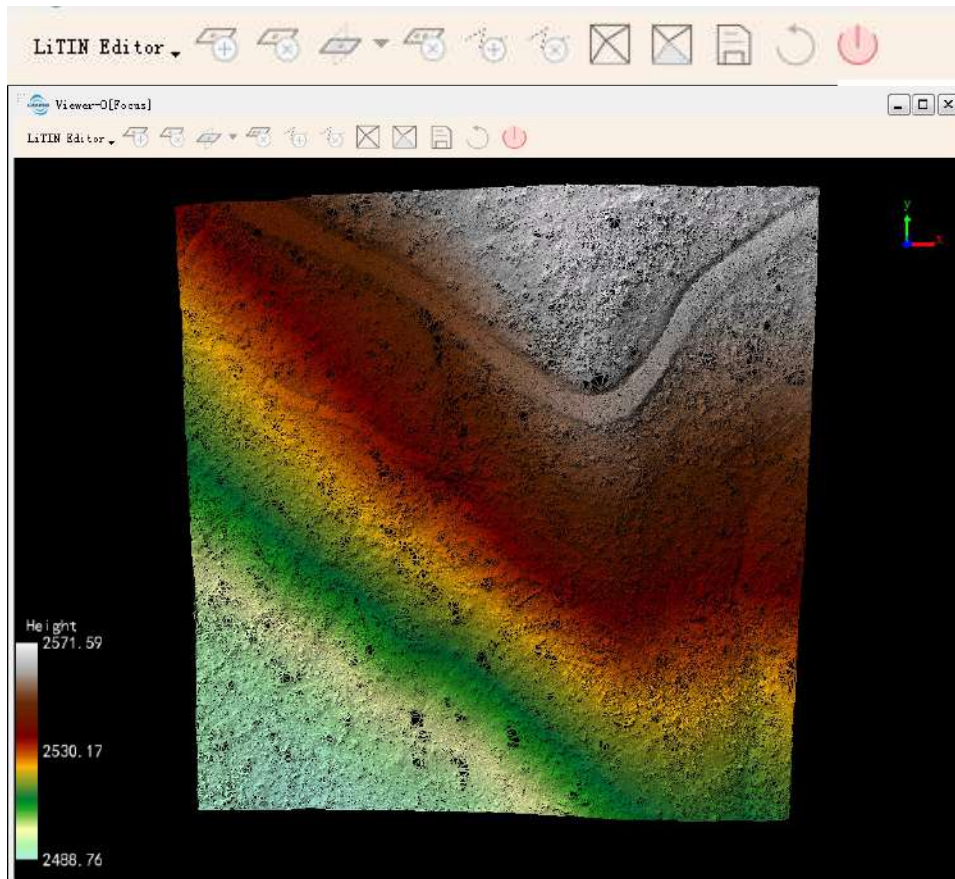 LiTIN Editor
Viewer-0[Focus]
LiTIN Editor
y
x
Height
2571.59
2530.17
2488.76